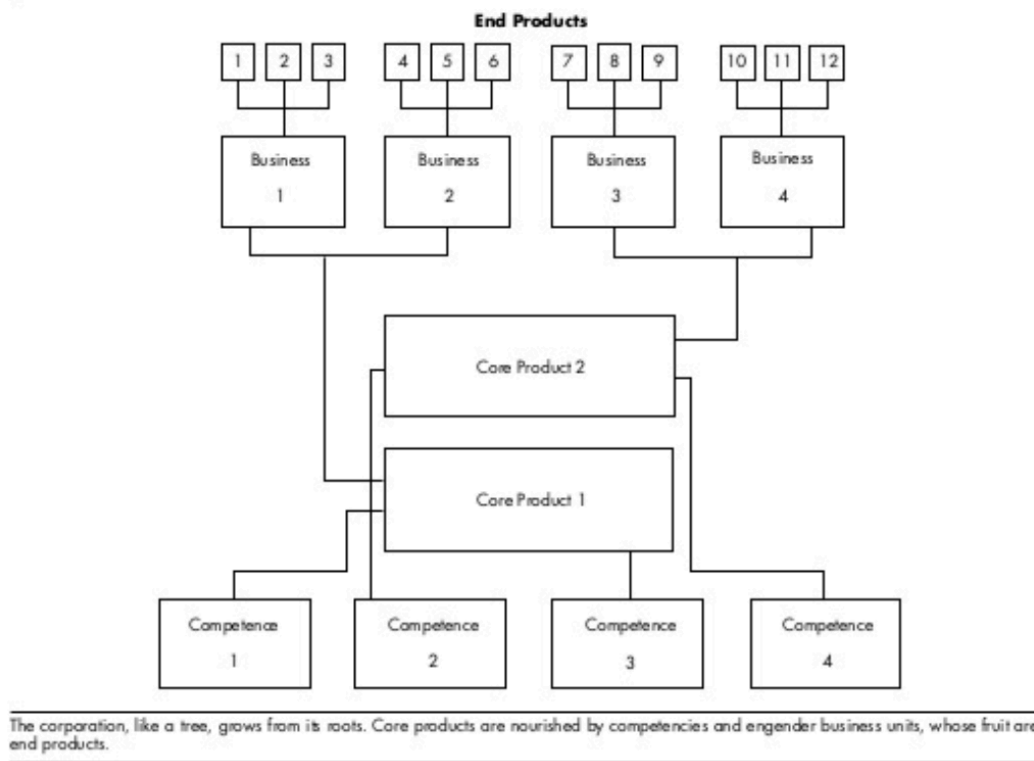 End Products
1 2 3 4 5 6 7 8 9 10 11 12
Business Business Business Business
1 2 3 4
Core Product 2
Core Product 1
Competence Competence Competence Competence
1 2 3 4
The corporation, like a tree, grows from its roots. Core products are nourished by competencies and engender business units, whose fruit are
end products.